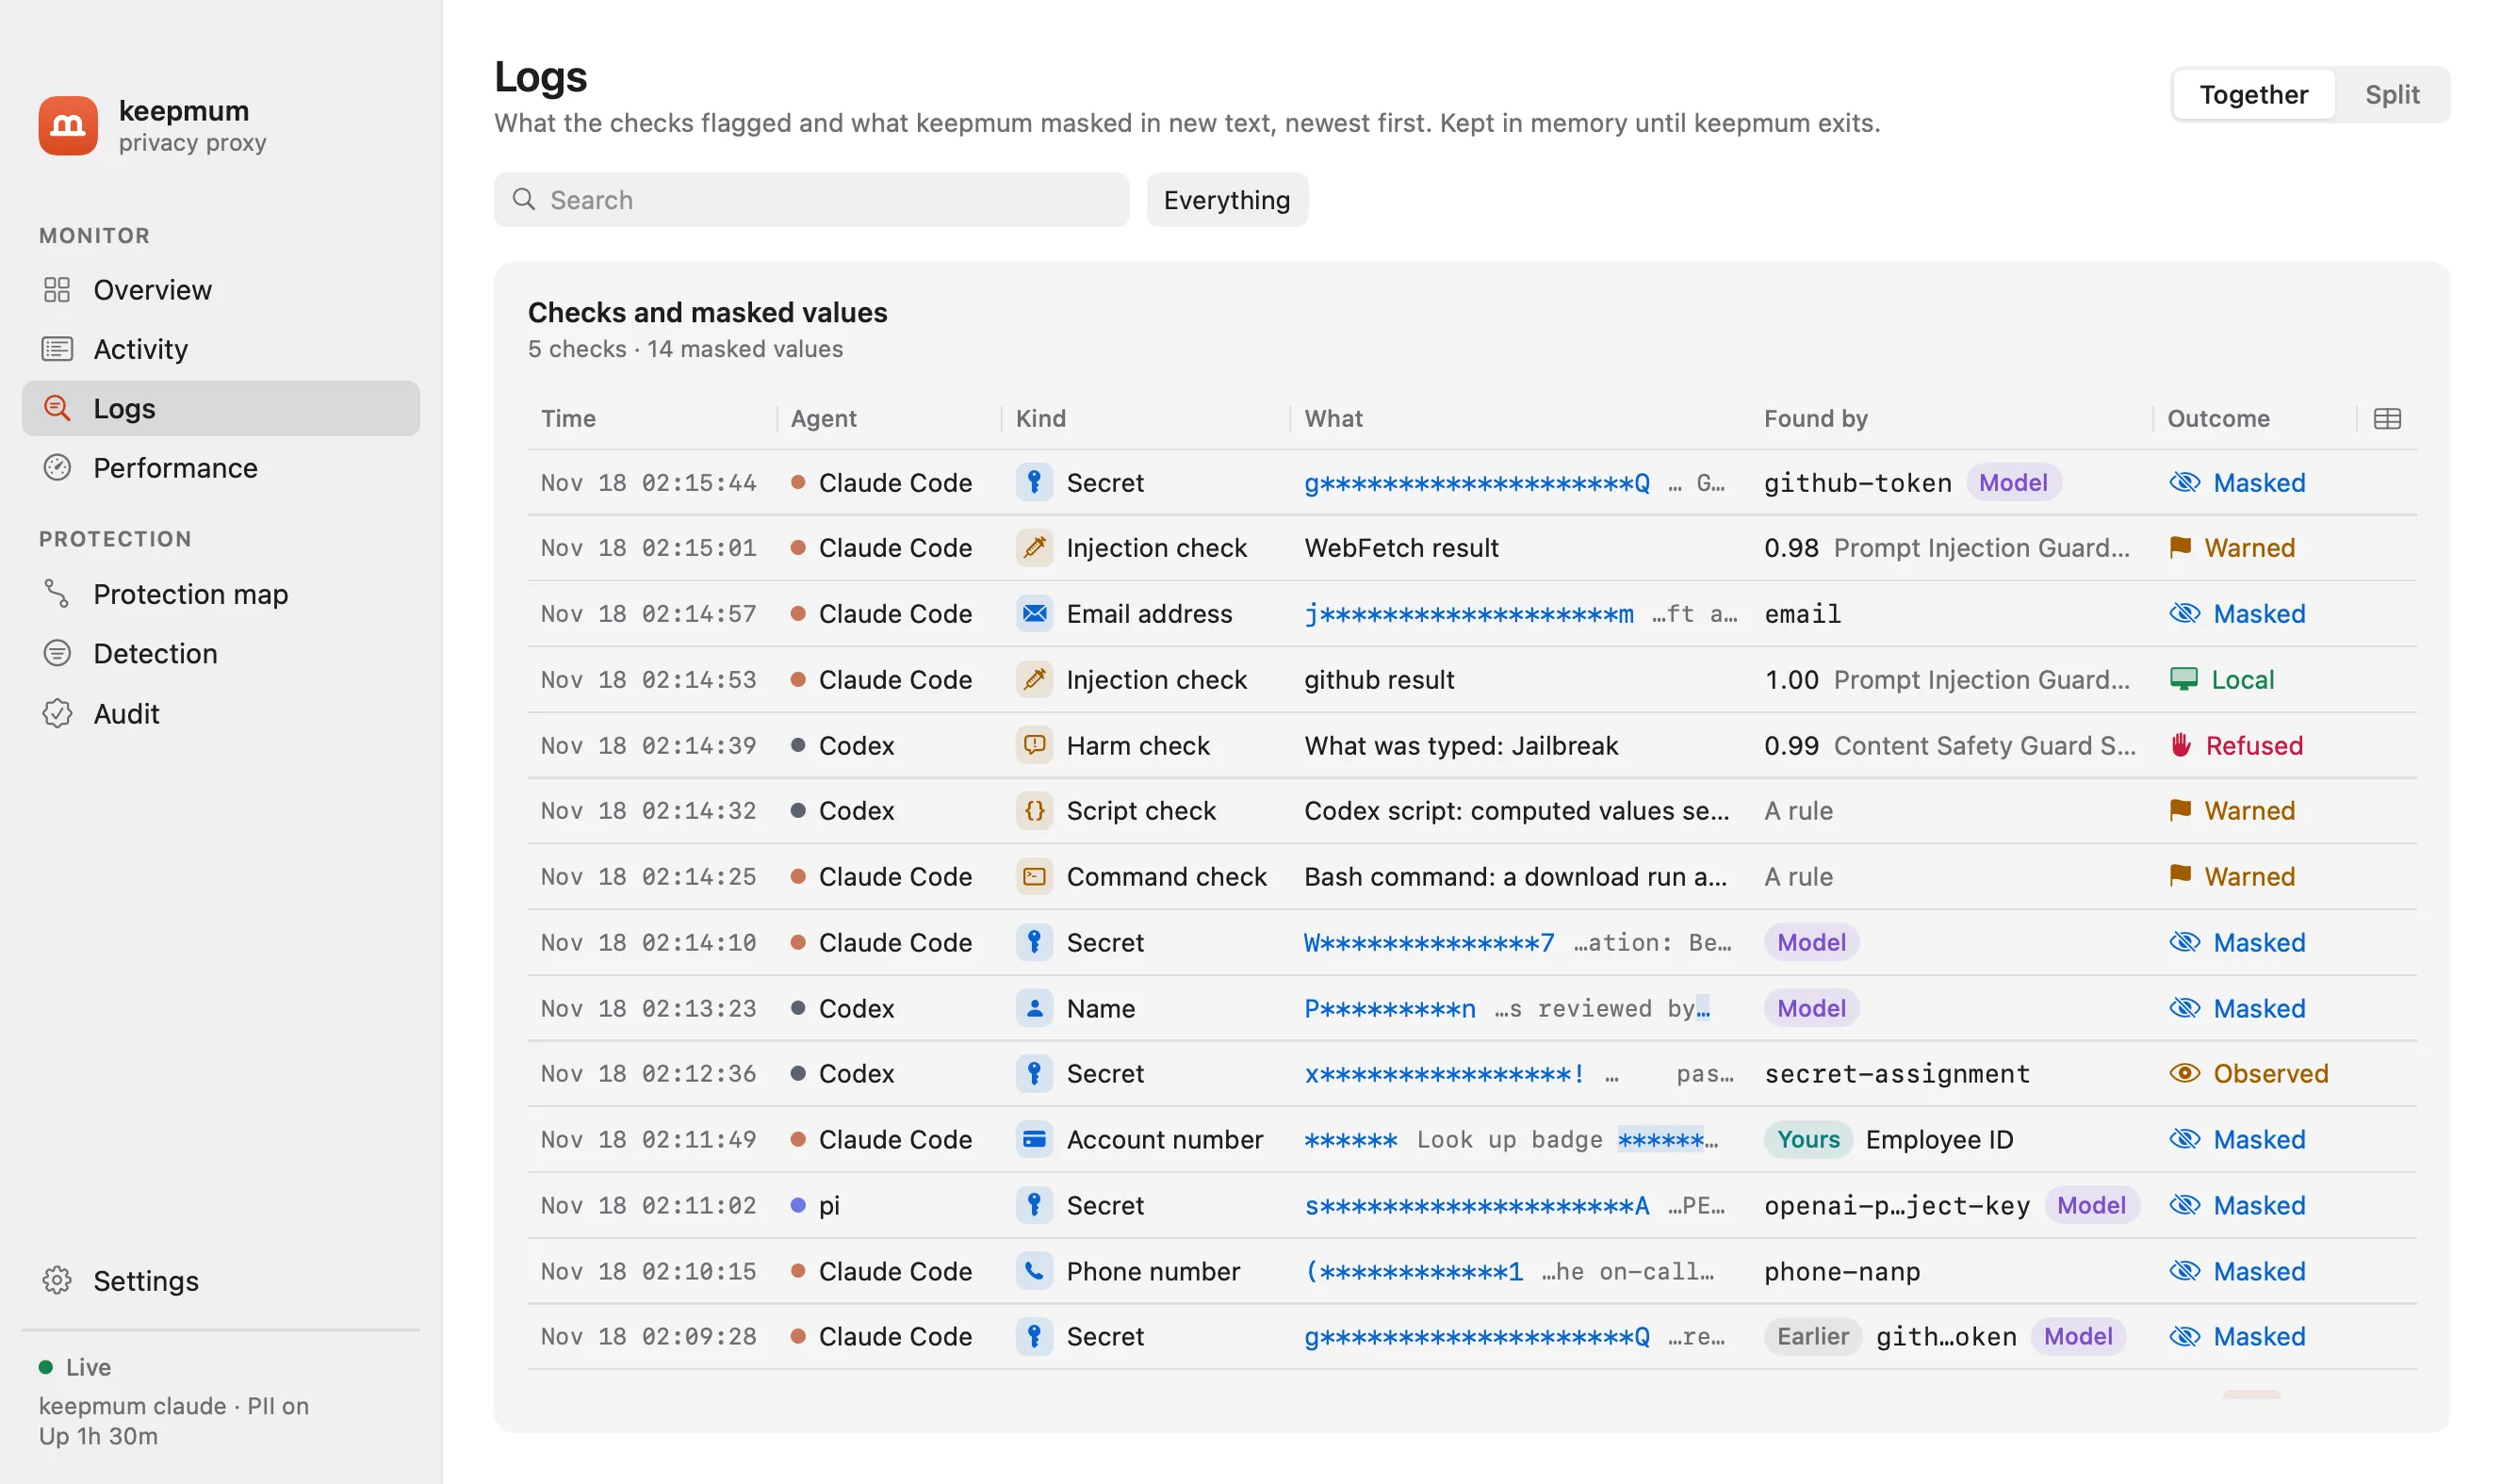 keepmum
privacy proxy
MONITOR
Overview
Activity
Logs
Performance
PROTECTION
Protection map
Detection
Audit
Settings
Live
keepmum claude · PII on
Up 1h 30m
Logs
What the checks flagged and what keepmum masked in new text, newest first. Kept in memory until keepmum exits.
Together Split
Search Everything
Checks and masked values
5 checks · 14 masked values
Time Agent Kind What Found by Outcome
Nov 18 02:15:44 Claude Code Secret g********************Q … G… github-token Model Masked
Nov 18 02:15:01 Claude Code Injection check WebFetch result 0.98 Prompt Injection Guard… Warned
Nov 18 02:14:57 Claude Code Email address j*******************m …ft a… email Masked
Nov 18 02:14:53 Claude Code Injection check github result 1.00 Prompt Injection Guard… Local
Nov 18 02:14:39 Codex Harm check What was typed: Jailbreak 0.99 Content Safety Guard S… Refused
Nov 18 02:14:32 Codex Script check Codex script: computed values se… A rule Warned
Nov 18 02:14:25 Claude Code Command check Bash command: a download run a… A rule Warned
Nov 18 02:14:10 Claude Code Secret W**************7 …ation: Be… Model Masked
Nov 18 02:13:23 Codex Name P*********n …s reviewed by… Model Masked
Nov 18 02:12:36 Codex Secret x****************! … pas… secret-assignment Observed
Nov 18 02:11:49 Claude Code Account number ****** Look up badge ******… Yours Employee ID Masked
Nov 18 02:11:02 pi Secret s********************A …PE… openai-p…ject-key Model Masked
Nov 18 02:10:15 Claude Code Phone number (************1 …he on-call… phone-nanp Masked
Nov 18 02:09:28 Claude Code Secret g********************Q …re… Earlier gith…oken Model Masked